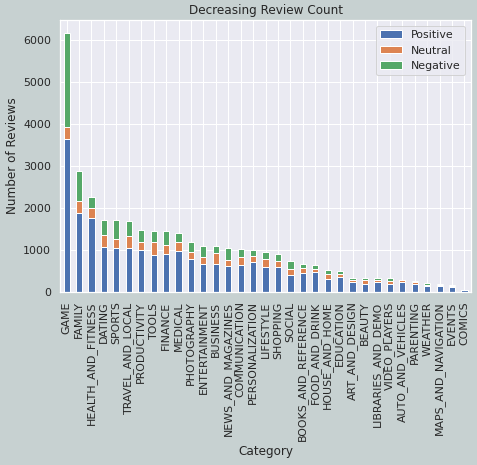 Decreasing Review Count
Positive
Neutral
Negative
Number of Reviews
6000
5000
4000
3000
2000
1000
0
GAME
FAMILY
HEALTH_AND_FITNESS
DATING
SPORTS
TRAVEL_AND_LOCAL
PRODUCTIVITY
TOOLS
FINANCE
MEDICAL
PHOTOGRAPHY
ENTERTAINMENT
BUSINESS
NEWS_AND_MAGAZINES
COMMUNICATION
PERSONALIZATION
LIFESTYLE
SHOPPING
SOCIAL
BOOKS_AND_REFERENCE
FOOD_AND_DRINK
HOUSE_AND_HOME
EDUCATION
ART_AND_DESIGN
BEAUTY
LIBRARIES_AND_DEMO
VIDEO_PLAYERS
AUTO_AND_VEHICLES
PARENTING
WEATHER
MAPS_AND_NAVIGATION
EVENTS
COMICS
Category